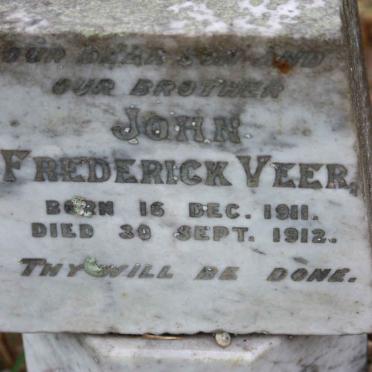 OUR DEAR SON AND
OUR BROTHER
JOHN
FREDERICK VEER,
BORN 16 DEC. 1911.
DIED 30 SEPT. 1912.
THY WILL BE DONE.